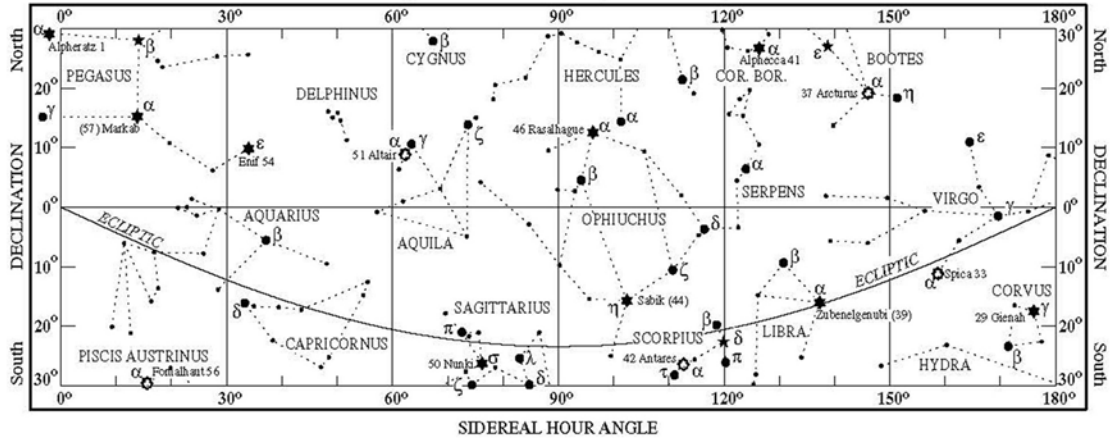 0° 30° 60° 90° 120° 150° 180°
North
South
DECLINATION
20°
10°
0°
10°
20°
30°
North
South
DECLINATION
20°
10°
0°
10°
20°
30°
α
Alpheratz 1
β
PEGASUS
γ
α
(57) Markab
ε
Enif 54
β
CYGNUS
DELPHINUS
α
γ
51 Altair
ζ
HERCULES
β
α
46 Rasalhague
α
COR. BOR.
α
Alphecca 41
ε
BOOTES
α
37 Arcturus
η
ECLIPTIC
AQUARIUS
β
AQUILA
β
OPHIUCHUS
δ
SERPENS
α
ε
VIRGO
γ
ζ
η
Sabik (44)
β
ECLIPTIC
α
Zubenelgenubi (39)
LIBRA
α
Spica 33
CORVUS
γ
29 Gienah
β
HYDRA
δ
CAPRICORNUS
PISCIS AUSTRINUS
α
Fomalhaut 56
SAGITTARIUS
π
50 Nunki
σ
λ
ζ
δ
SCORPIUS
β
δ
42 Antares
τ
α
π
0° 30° 60° 90° 120° 150° 180°
SIDEREAL HOUR ANGLE